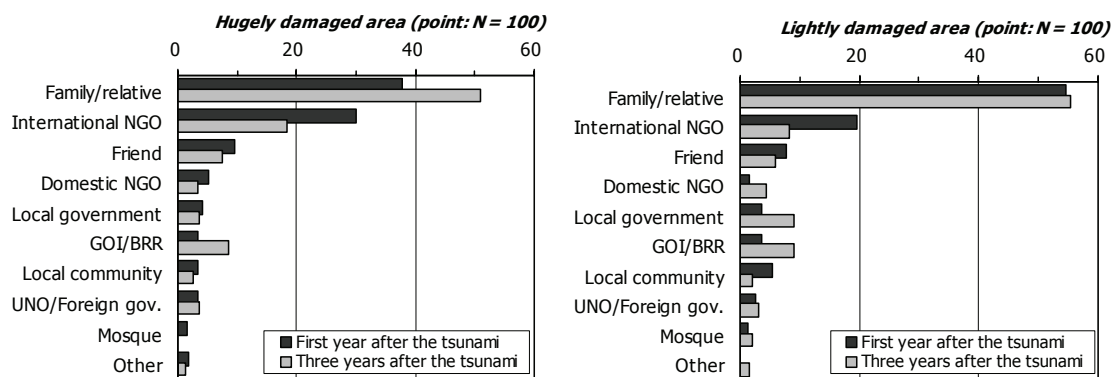 Hugely damaged area (point: N = 100)
0 20 40 60
Family/relative
International NGO
Friend
Domestic NGO
Local government
GOI/BRR
Local community
UNO/Foreign gov.
Mosque
Other
First year after the tsunami
Three years after the tsunami
Lightly damaged area (point: N = 100)
0 20 40 60
Family/relative
International NGO
Friend
Domestic NGO
Local government
GOI/BRR
Local community
UNO/Foreign gov.
Mosque
Other
First year after the tsunami
Three years after the tsunami